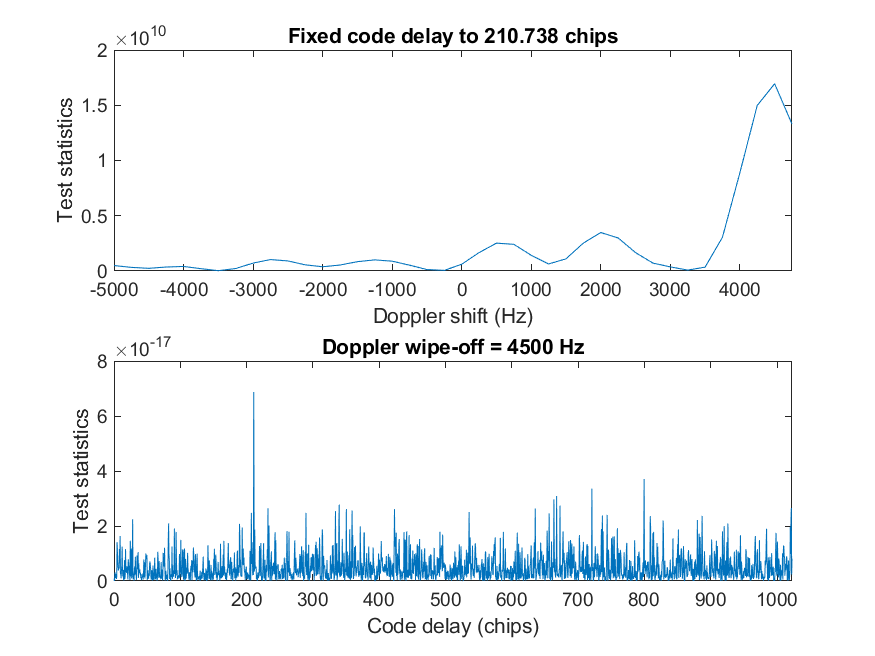 Fixed code delay to 210.738 chips
×10^10
2
1.5
1
0.5
0
Test statistics
-5000 -4000 -3000 -2000 -1000 0 1000 2000 3000 4000
Doppler shift (Hz)
Doppler wipe-off = 4500 Hz
×10^-17
8
6
4
2
0
Test statistics
0 100 200 300 400 500 600 700 800 900 1000
Code delay (chips)